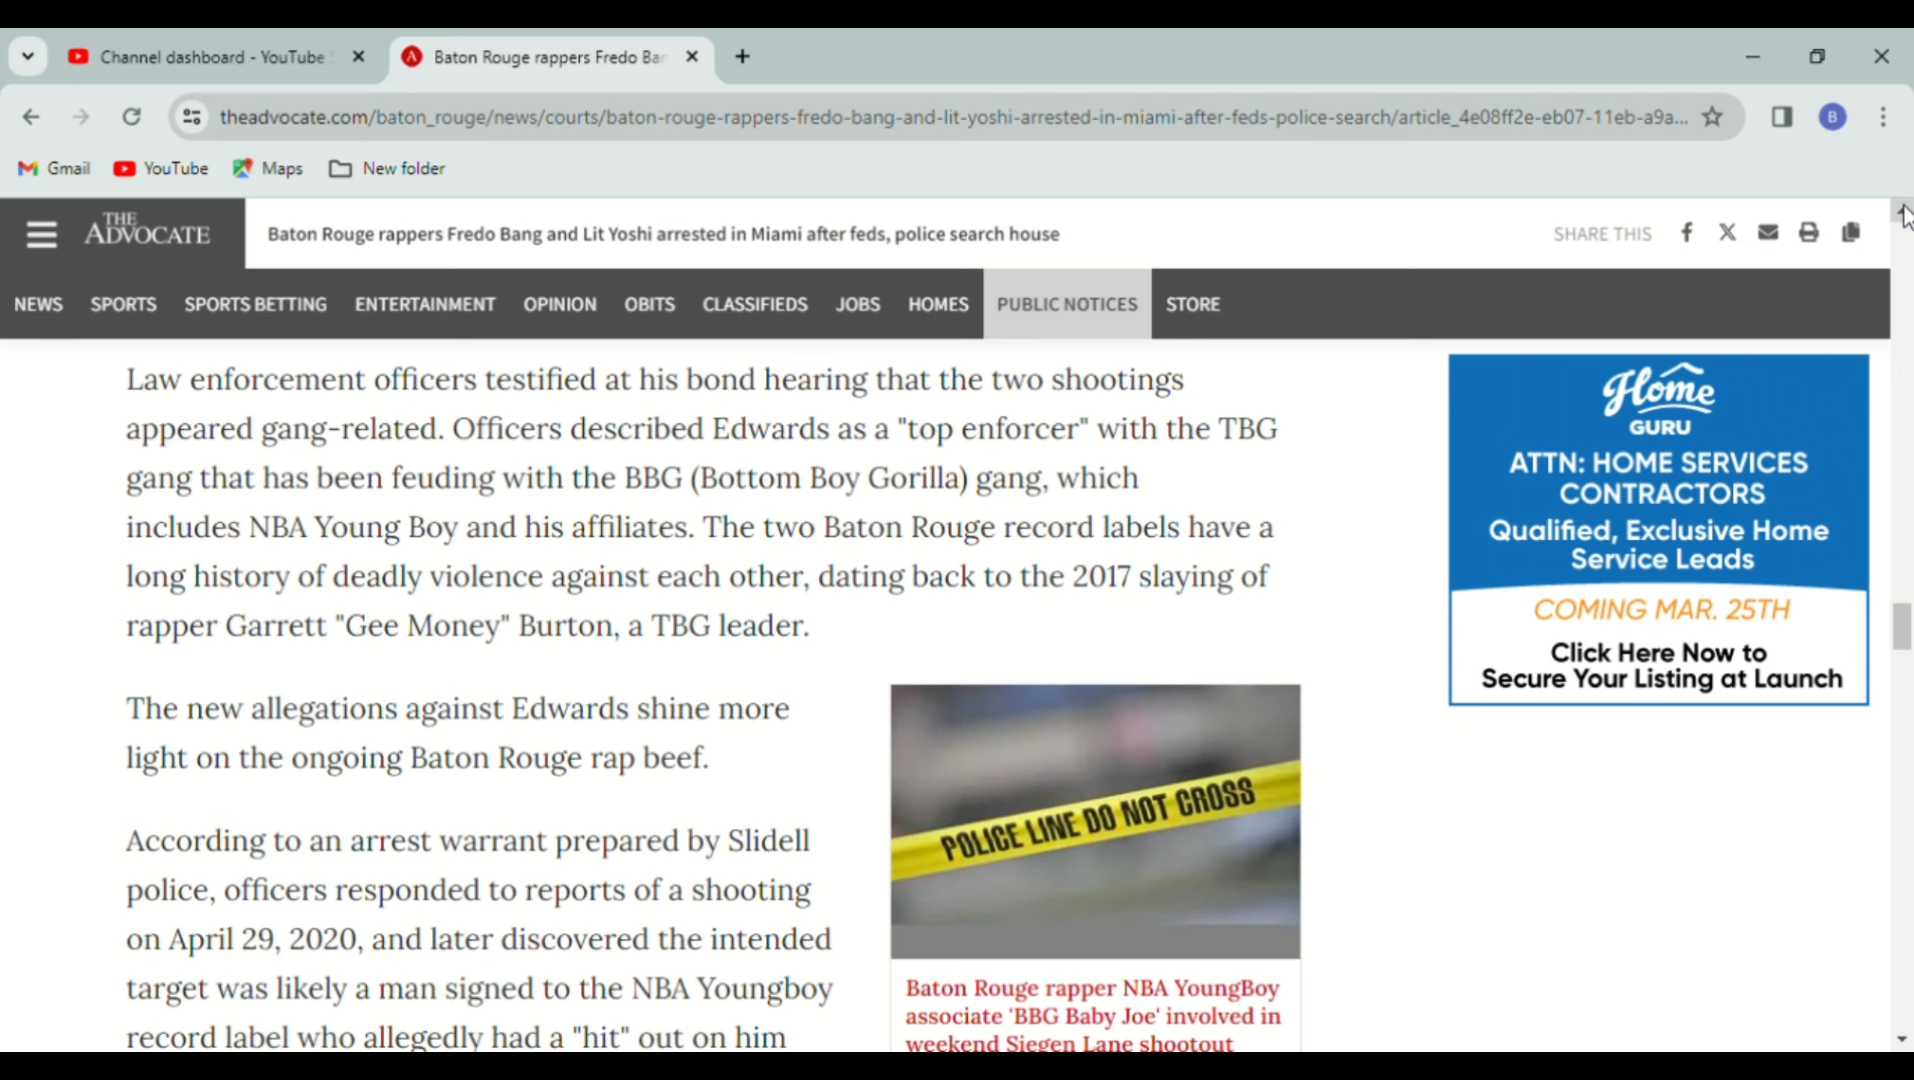 Channel dashboard - YouTube S
Baton Rouge rappers Fredo Ban
theadvocate.com/baton_rouge/news/courts/baton-rouge-rappers-fredo-bang-and-lit-yoshi-arrested-in-miami-after-feds-police-search/article_4e08ff2e-eb07-11eb-a9a...
B
Gmail
YouTube
Maps
New folder
THE
ADVOCATE
Baton Rouge rappers Fredo Bang and Lit Yoshi arrested in Miami after feds, police search house
SHARE THIS
NEWS SPORTS SPORTS BETTING ENTERTAINMENT OPINION OBITS CLASSIFIEDS JOBS HOMES PUBLIC NOTICES STORE
Law enforcement officers testified at his bond hearing that the two shootings
appeared gang-related. Officers described Edwards as a "top enforcer" with the TBG
gang that has been feuding with the BBG (Bottom Boy Gorilla) gang, which
includes NBA Young Boy and his affiliates. The two Baton Rouge record labels have a
long history of deadly violence against each other, dating back to the 2017 slaying of
rapper Garrett "Gee Money" Burton, a TBG leader.
The new allegations against Edwards shine more
light on the ongoing Baton Rouge rap beef.
According to an arrest warrant prepared by Slidell
police, officers responded to reports of a shooting
on April 29, 2020, and later discovered the intended
target was likely a man signed to the NBA Youngboy
record label who allegedly had a "hit" out on him
POLICE LINE DO NOT CROSS
Baton Rouge rapper NBA YoungBoy
associate 'BBG Baby Joe' involved in
weekend Siegen Lane shootout
Home
GURU
ATTN: HOME SERVICES
CONTRACTORS
Qualified, Exclusive Home
Service Leads
COMING MAR. 25TH
Click Here Now to
Secure Your Listing at Launch